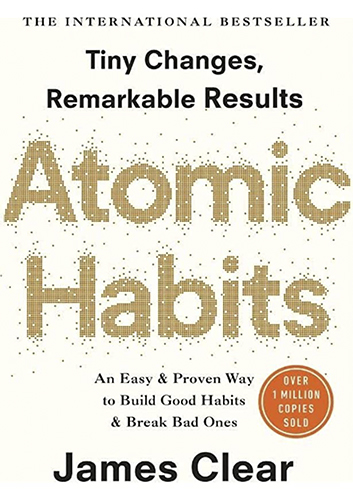 THE INTERNATIONAL BESTSELLER
Tiny Changes,
Remarkable Results
Atomic
Habits
An Easy & Proven Way
to Build Good Habits
& Break Bad Ones
OVER
1 MILLION
COPIES
SOLD
James Clear